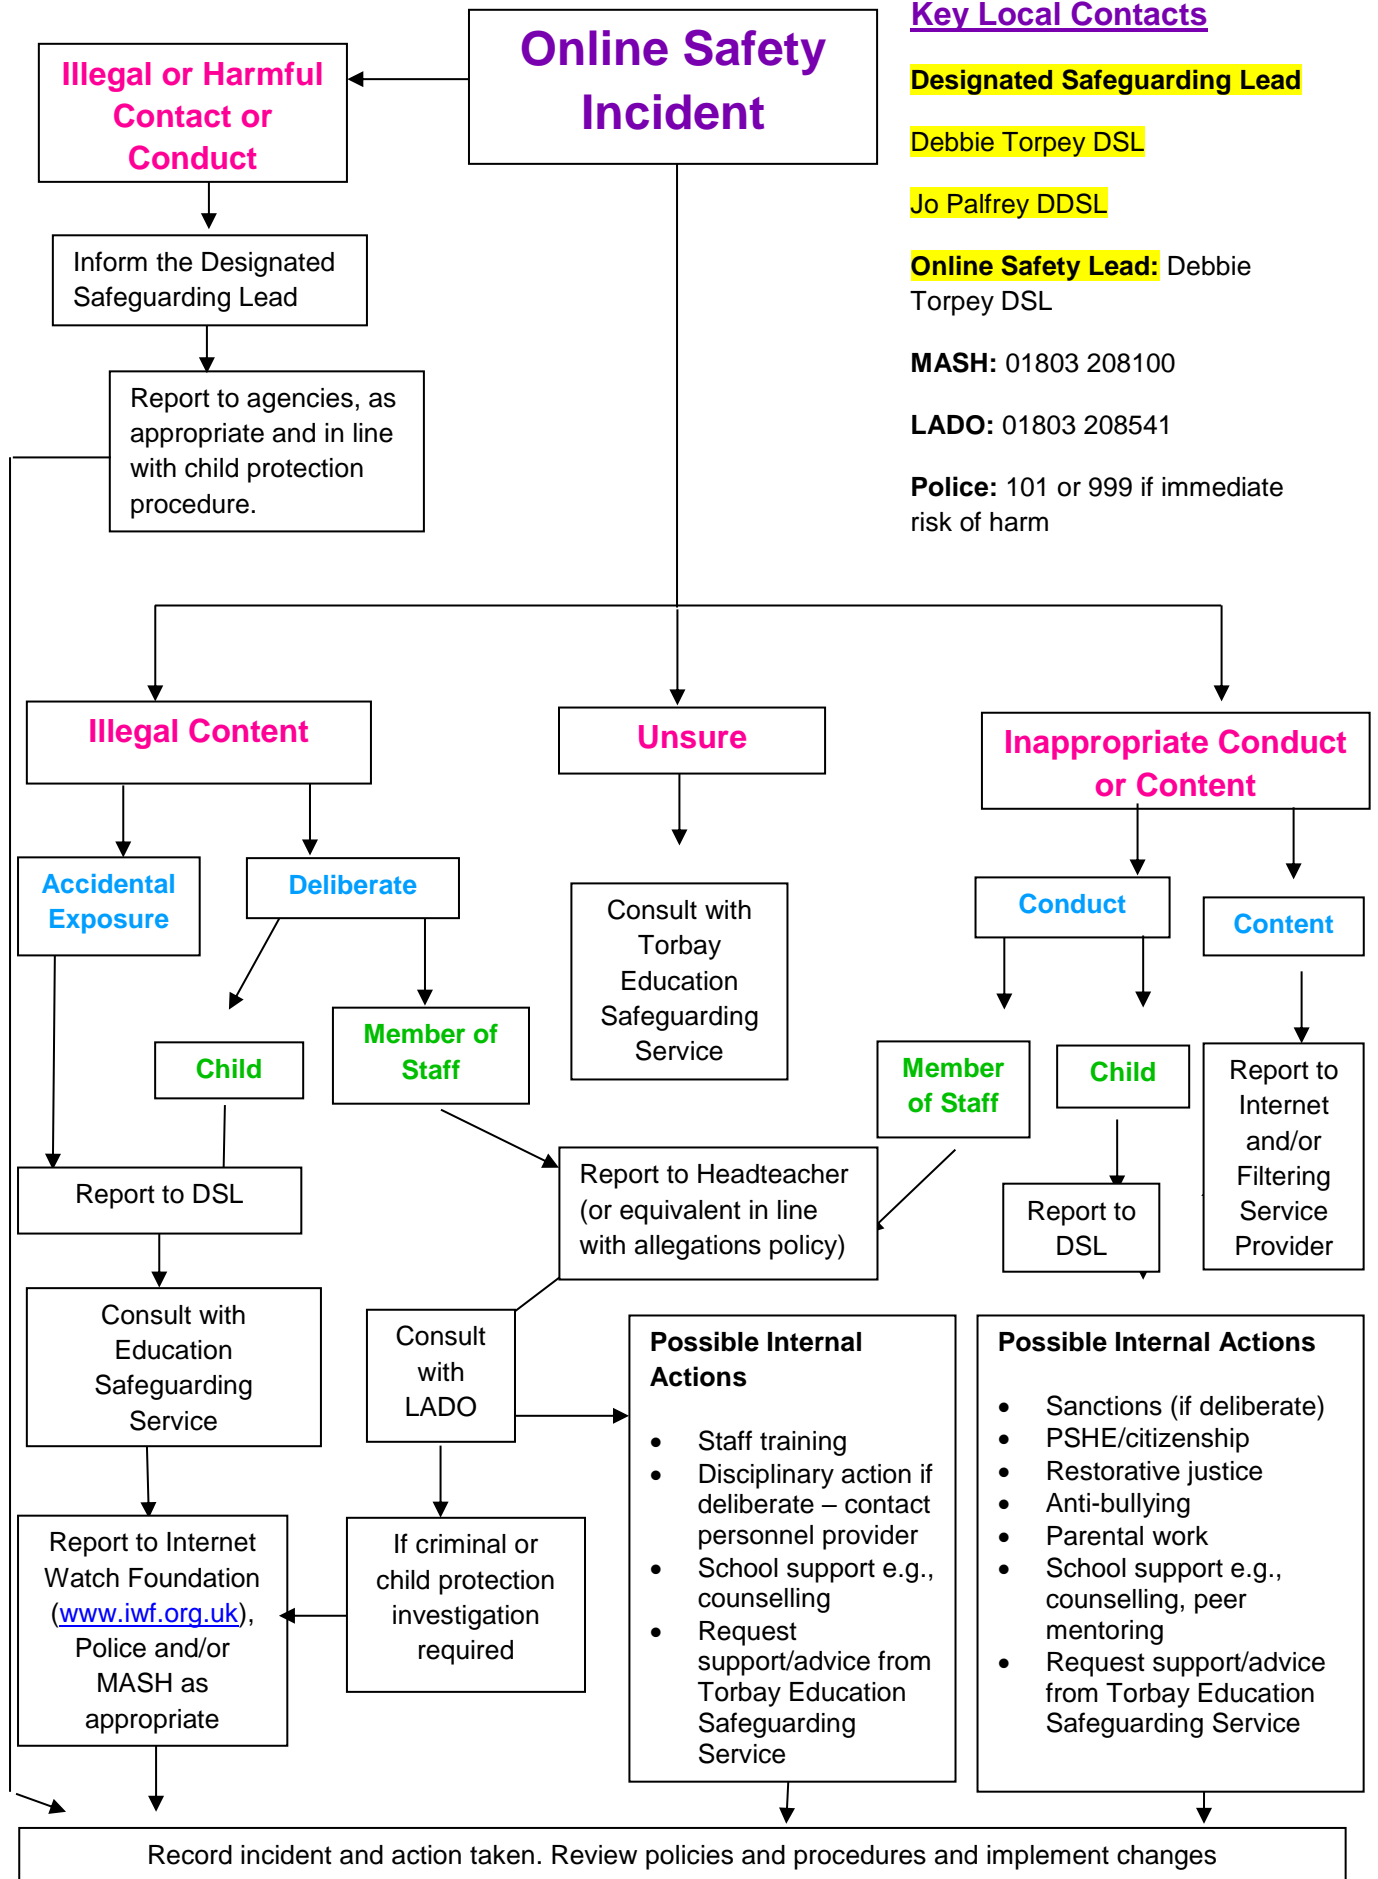 Online Safety
Incident
Key Local Contacts
Designated Safeguarding Lead
Debbie Torpey DSL
Jo Palfrey DDSL
Online Safety Lead: Debbie
Torpey DSL
MASH: 01803 208100
LADO: 01803 208541
Police: 101 or 999 if immediate
risk of harm
Illegal or Harmful
Contact or
Conduct
Inform the Designated
Safeguarding Lead
Report to agencies, as
appropriate and in line
with child protection
procedure.
Illegal Content
Unsure
Inappropriate Conduct
or Content
Accidental
Exposure
Deliberate
Consult with
Torbay
Education
Safeguarding
Service
Conduct
Content
Child
Member of
Staff
Member
of Staff
Child
Report to
Internet
and/or
Filtering
Service
Provider
Report to DSL
Report to Headteacher
(or equivalent in line
with allegations policy)
Report to
DSL
Consult with
Education
Safeguarding
Service
Consult
with
LADO
Possible Internal
Actions
• Staff training
• Disciplinary action if
deliberate – contact
personnel provider
• School support e.g.,
counselling
• Request
support/advice from
Torbay Education
Safeguarding
Service
Possible Internal Actions
• Sanctions (if deliberate)
• PSHE/citizenship
• Restorative justice
• Anti-bullying
• Parental work
• School support e.g.,
counselling, peer
mentoring
• Request support/advice
from Torbay Education
Safeguarding Service
Report to Internet
Watch Foundation
(www.iwf.org.uk),
Police and/or
MASH as
appropriate
If criminal or
child protection
investigation
required
Record incident and action taken. Review policies and procedures and implement changes